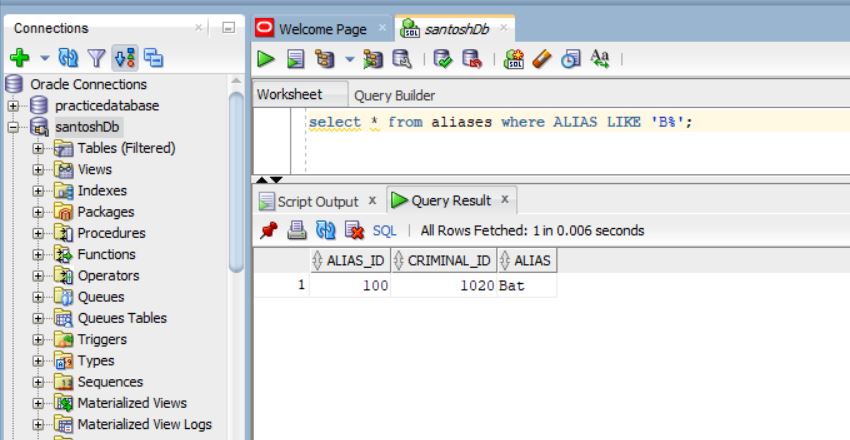 Connections
Oracle Connections
practicedatabase
santoshDb
Tables (Filtered)
Views
Indexes
Packages
Procedures
Functions
Operators
Queues
Queues Tables
Triggers
Types
Sequences
Materialized Views
Materialized View Logs
Welcome Page
santoshDb
Worksheet Query Builder
select * from aliases where ALIAS LIKE 'B%';
Script Output x Query Result x
SQL | All Rows Fetched: 1 in 0.006 seconds
ALIAS_ID CRIMINAL_ID ALIAS
1 100 1020 Bat